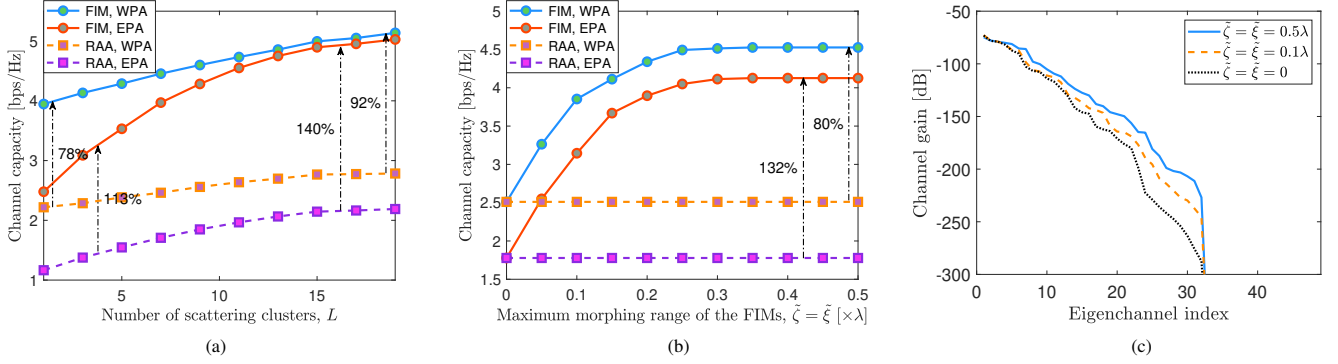 FIM, WPA
FIM, EPA
RAA, WPA
RAA, EPA
Channel capacity [bps/Hz]
5
4
3
2
1
78%
113%
140%
92%
5
10
15
Number of scattering clusters, L
(a)
FIM, WPA
FIM, EPA
RAA, WPA
RAA, EPA
Channel capacity [bps/Hz]
5
4.5
4
3.5
3
2.5
2
1.5
80%
132%
0
0.1
0.2
0.3
0.4
0.5
Maximum morphing range of the FIMs, ζ̃ = ξ̃ [×λ]
(b)
ζ̃ = ξ̃ = 0.5λ
ζ̃ = ξ̃ = 0.1λ
ζ̃ = ξ̃ = 0
Channel gain [dB]
-50
-100
-150
-200
-250
-300
0
10
20
30
40
Eigenchannel index
(c)